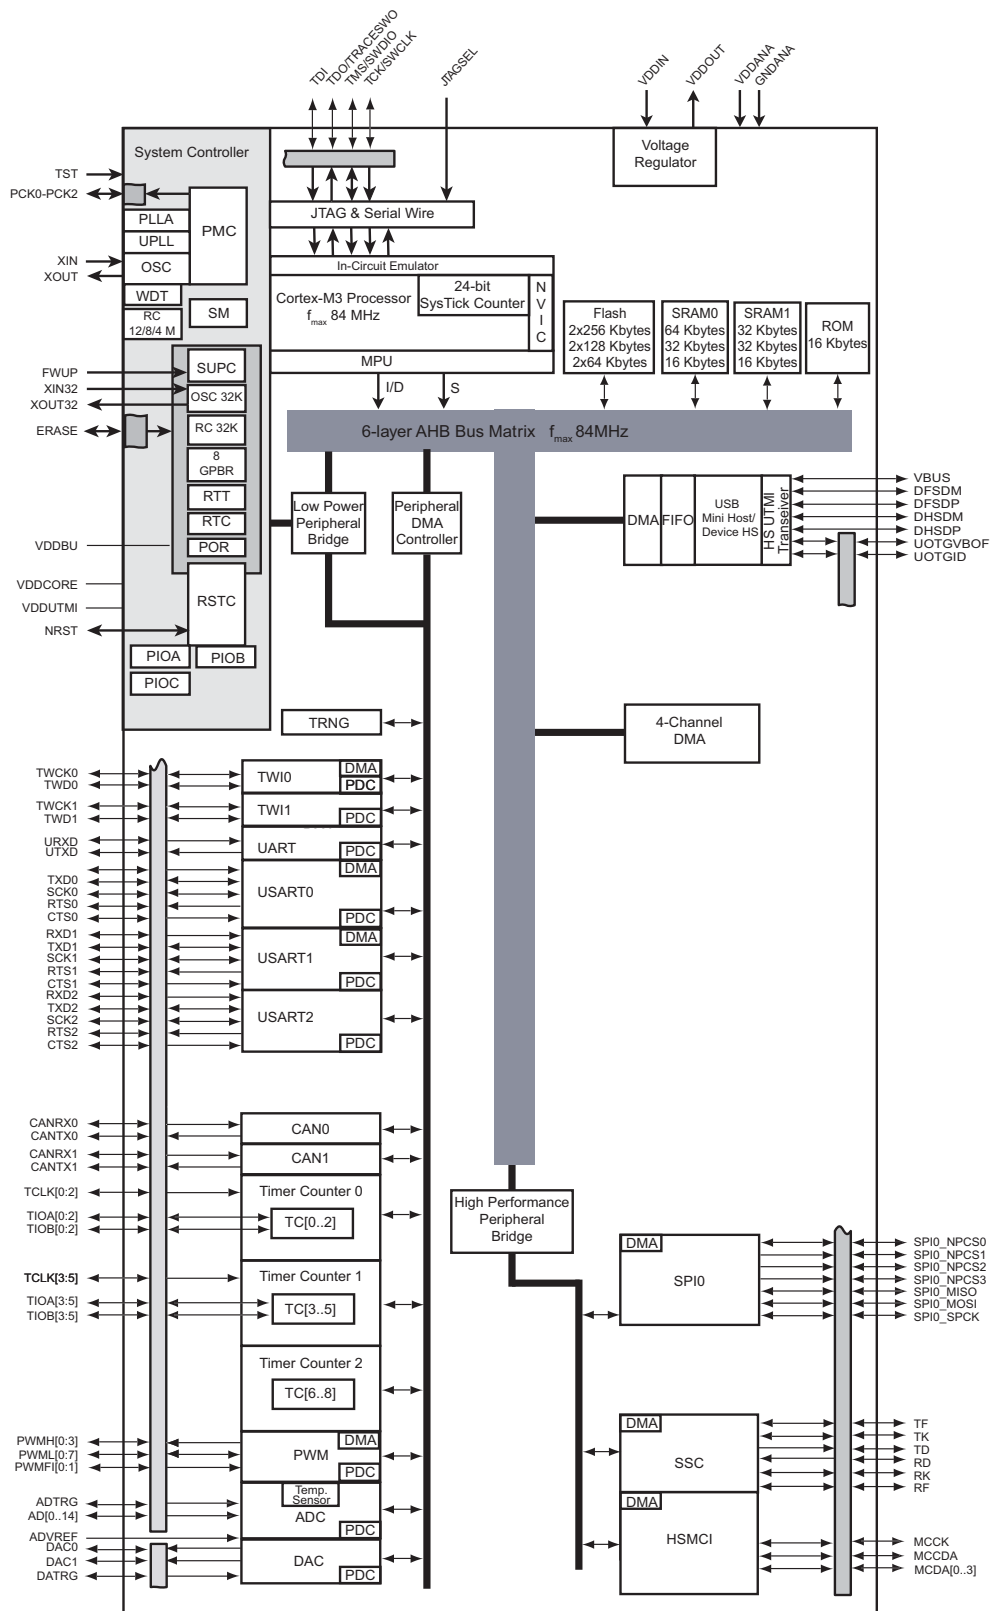 TDI
TDO/TRACESWO
TMS/SWDIO
TCK/SWCLK
JTAGSEL
VDDIN
VDDOUT
VDDANA
GNDANA
System Controller
Voltage
Regulator
TST
PCK0-PCK2
PLLA
UPLL
OSC
PMC
XIN
XOUT
WDT
RC
12/8/4 M
SM
JTAG & Serial Wire
In-Circuit Emulator
Cortex-M3 Processor
fmax 84 MHz
24-bit
SysTick Counter
N
V
I
C
MPU
I/D
S
Flash
2x256 Kbytes
2x128 Kbytes
2x64 Kbytes
SRAM0
64 Kbytes
32 Kbytes
16 Kbytes
SRAM1
32 Kbytes
32 Kbytes
16 Kbytes
ROM
16 Kbytes
FWUP
XIN32
XOUT32
ERASE
SUPC
OSC 32K
RC 32K
8
GPBR
RTT
RTC
POR
VDDBU
VDDCORE
VDDUTMI
NRST
RSTC
PIOA
PIOB
PIOC
6-layer AHB Bus Matrix fmax 84MHz
Low Power
Peripheral
Bridge
Peripheral
DMA
Controller
DMA
FIFO
USB
Mini Host/
Device HS
HS UTMI
Transeiver
VBUS
DFSDM
DFSDP
DHSDM
DHSDP
UOTGVBOF
UOTGID
TRNG
4-Channel
DMA
TWCK0
TWD0
TWI0
DMA
PDC
TWCK1
TWD1
TWI1
PDC
URXD
UTXD
UART
PDC
TXD0
SCK0
RTS0
CTS0
USART0
DMA
PDC
RXD1
TXD1
SCK1
RTS1
CTS1
USART1
DMA
PDC
RXD2
TXD2
SCK2
RTS2
CTS2
USART2
PDC
CANRX0
CANTX0
CAN0
CANRX1
CANTX1
CAN1
TCLK[0:2]
TIOA[0:2]
TIOB[0:2]
Timer Counter 0
TC[0..2]
TCLK[3:5]
TIOA[3:5]
TIOB[3:5]
Timer Counter 1
TC[3..5]
Timer Counter 2
TC[6..8]
High Performance
Peripheral
Bridge
DMA
SPI0
SPI0_NPCS0
SPI0_NPCS1
SPI0_NPCS2
SPI0_NPCS3
SPI0_MISO
SPI0_MOSI
SPI0_SPCK
PWMH[0:3]
PWML[0:7]
PWMFI[0:1]
PWM
DMA
PDC
DMA
SSC
TF
TK
TD
RD
RK
RF
ADTRG
AD[0..14]
ADVREF
Temp.
Sensor
ADC
PDC
DMA
HSMCI
MCCK
MCCDA
MCDA[0..3]
DAC0
DAC1
DATRG
DAC
PDC